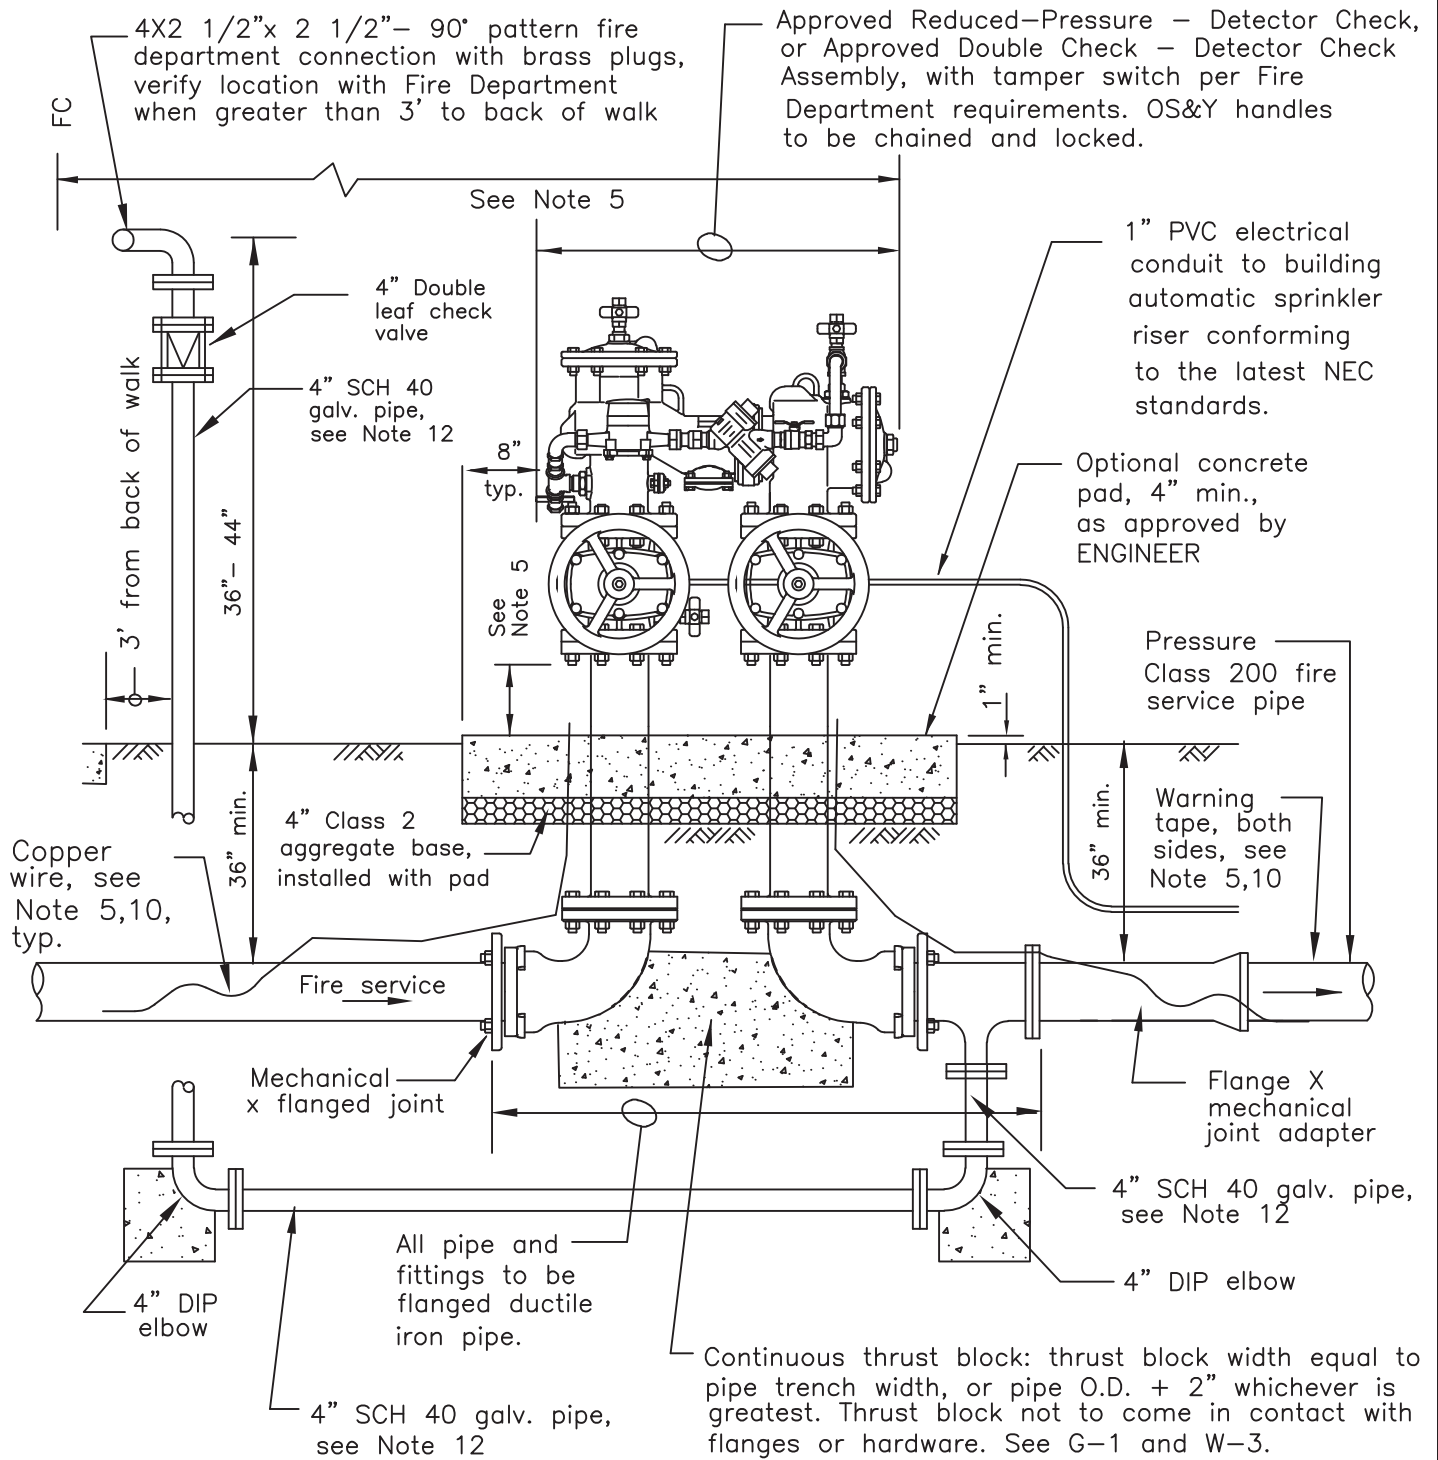 4X2 1/2"x 2 1/2"– 90° pattern fire
department connection with brass plugs,
verify location with Fire Department
when greater than 3' to back of walk
Approved Reduced–Pressure – Detector Check,
or Approved Double Check – Detector Check
Assembly, with tamper switch per Fire
Department requirements. OS&Y handles
to be chained and locked.
FC
See Note 5
1" PVC electrical
conduit to building
automatic sprinkler
riser conforming
to the latest NEC
standards.
4" Double
leaf check
valve
4" SCH 40
galv. pipe,
see Note 12
3' from back of walk
36"– 44"
8"
typ.
See
Note 5
Optional concrete
pad, 4" min.,
as approved by
ENGINEER
1" min.
Pressure
Class 200 fire
service pipe
36" min.
4" Class 2
aggregate base,
installed with pad
36" min.
Warning
tape, both
sides, see
Note 5,10
Copper
wire, see
Note 5,10,
typ.
Fire service
Mechanical
x flanged joint
Flange X
mechanical
joint adapter
4" SCH 40 galv. pipe,
see Note 12
All pipe and
fittings to be
flanged ductile
iron pipe.
4" DIP
elbow
4" DIP elbow
4" SCH 40 galv. pipe,
see Note 12
Continuous thrust block: thrust block width equal to
pipe trench width, or pipe O.D. + 2" whichever is
greatest. Thrust block not to come in contact with
flanges or hardware. See G–1 and W–3.